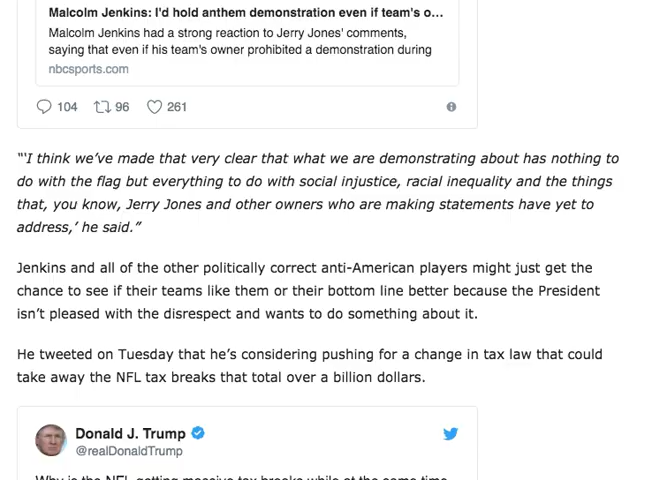 Malcolm Jenkins: I'd hold anthem demonstration even if team's o...
Malcolm Jenkins had a strong reaction to Jerry Jones' comments,
saying that even if his team's owner prohibited a demonstration during
nbcsports.com
104 96 261
“‘I think we’ve made that very clear that what we are demonstrating about has nothing to
do with the flag but everything to do with social injustice, racial inequality and the things
that, you know, Jerry Jones and other owners who are making statements have yet to
address,’ he said.”
Jenkins and all of the other politically correct anti-American players might just get the
chance to see if their teams like them or their bottom line better because the President
isn’t pleased with the disrespect and wants to do something about it.
He tweeted on Tuesday that he’s considering pushing for a change in tax law that could
take away the NFL tax breaks that total over a billion dollars.
Donald J. Trump
@realDonaldTrump
Why is the NFL getting massive tax breaks while at the same time